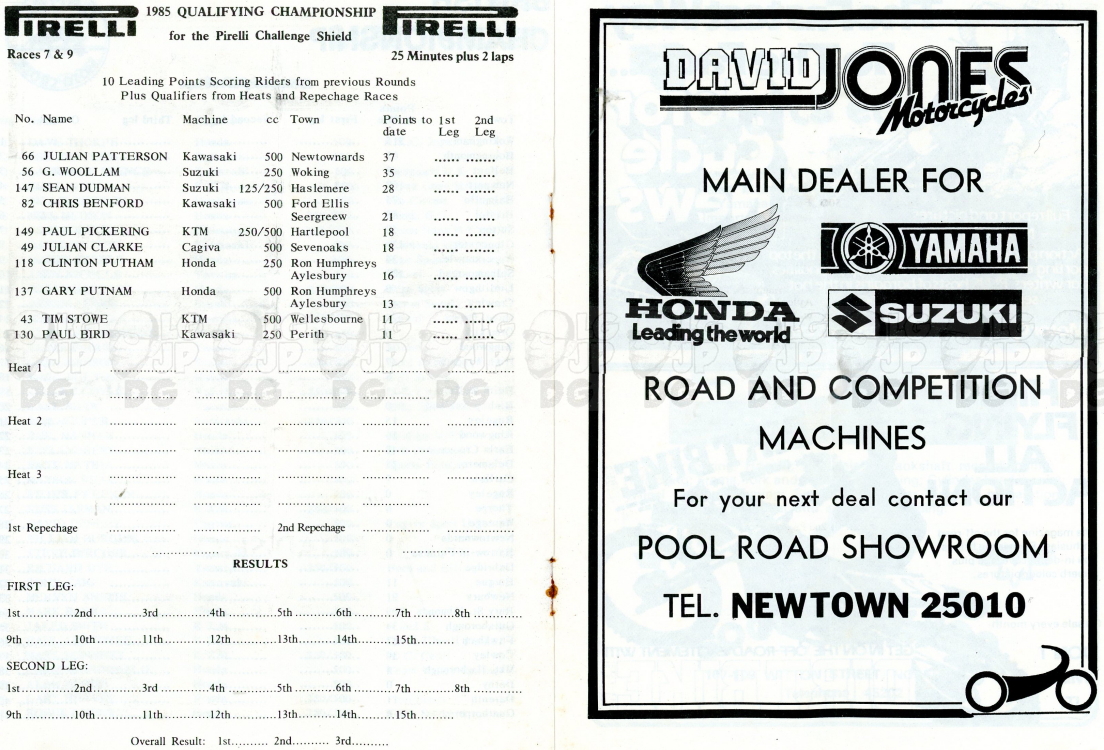 PIRELLI 1985 QUALIFYING CHAMPIONSHIP PIRELLI
for the Pirelli Challenge Shield
Races 7 & 9 25 Minutes plus 2 laps
10 Leading Points Scoring Riders from previous Rounds
Plus Qualifiers from Heats and Repechage Races
No. Name Machine cc Town Points to 1st 2nd
date Leg Leg
66 JULIAN PATTERSON Kawasaki 500 Newtownards 37 ...... .......
56 G. WOOLLAM Suzuki 250 Woking 35 ...... .......
147 SEAN DUDMAN Suzuki 125/250 Haslemere 28 ...... .......
82 CHRIS BENFORD Kawasaki 500 Ford Ellis
Seergreew 21 ...... .......
149 PAUL PICKERING KTM 250/500 Hartlepool 18 ...... .......
49 JULIAN CLARKE Cagiva 500 Sevenoaks 18 ...... .......
118 CLINTON PUTHAM Honda 250 Ron Humphreys
Aylesbury 16 ...... .......
137 GARY PUTNAM Honda 500 Ron Humphreys
Aylesbury 13 ...... .......
43 TIM STOWE KTM 500 Wellesbourne 11 ...... .......
130 PAUL BIRD Kawasaki 250 Perith 11 ...... .......
Heat 1
Heat 2
Heat 3
1st Repechage 2nd Repechage
RESULTS
FIRST LEG:
1st..........2nd..........3rd..........4th..........5th..........6th..........7th..........8th..........
9th..........10th..........11th..........12th..........13th..........14th..........15th..........
SECOND LEG:
1st..........2nd..........3rd..........4th..........5th..........6th..........7th..........8th..........
9th..........10th..........11th..........12th..........13th..........14th..........15th..........
Overall Result: 1st.......... 2nd.......... 3rd..........
DAVID JONES
Motorcycles
MAIN DEALER FOR
YAMAHA
HONDA
SUZUKI
Leading the world
ROAD AND COMPETITION
MACHINES
For your next deal contact our
POOL ROAD SHOWROOM
TEL. NEWTOWN 25010